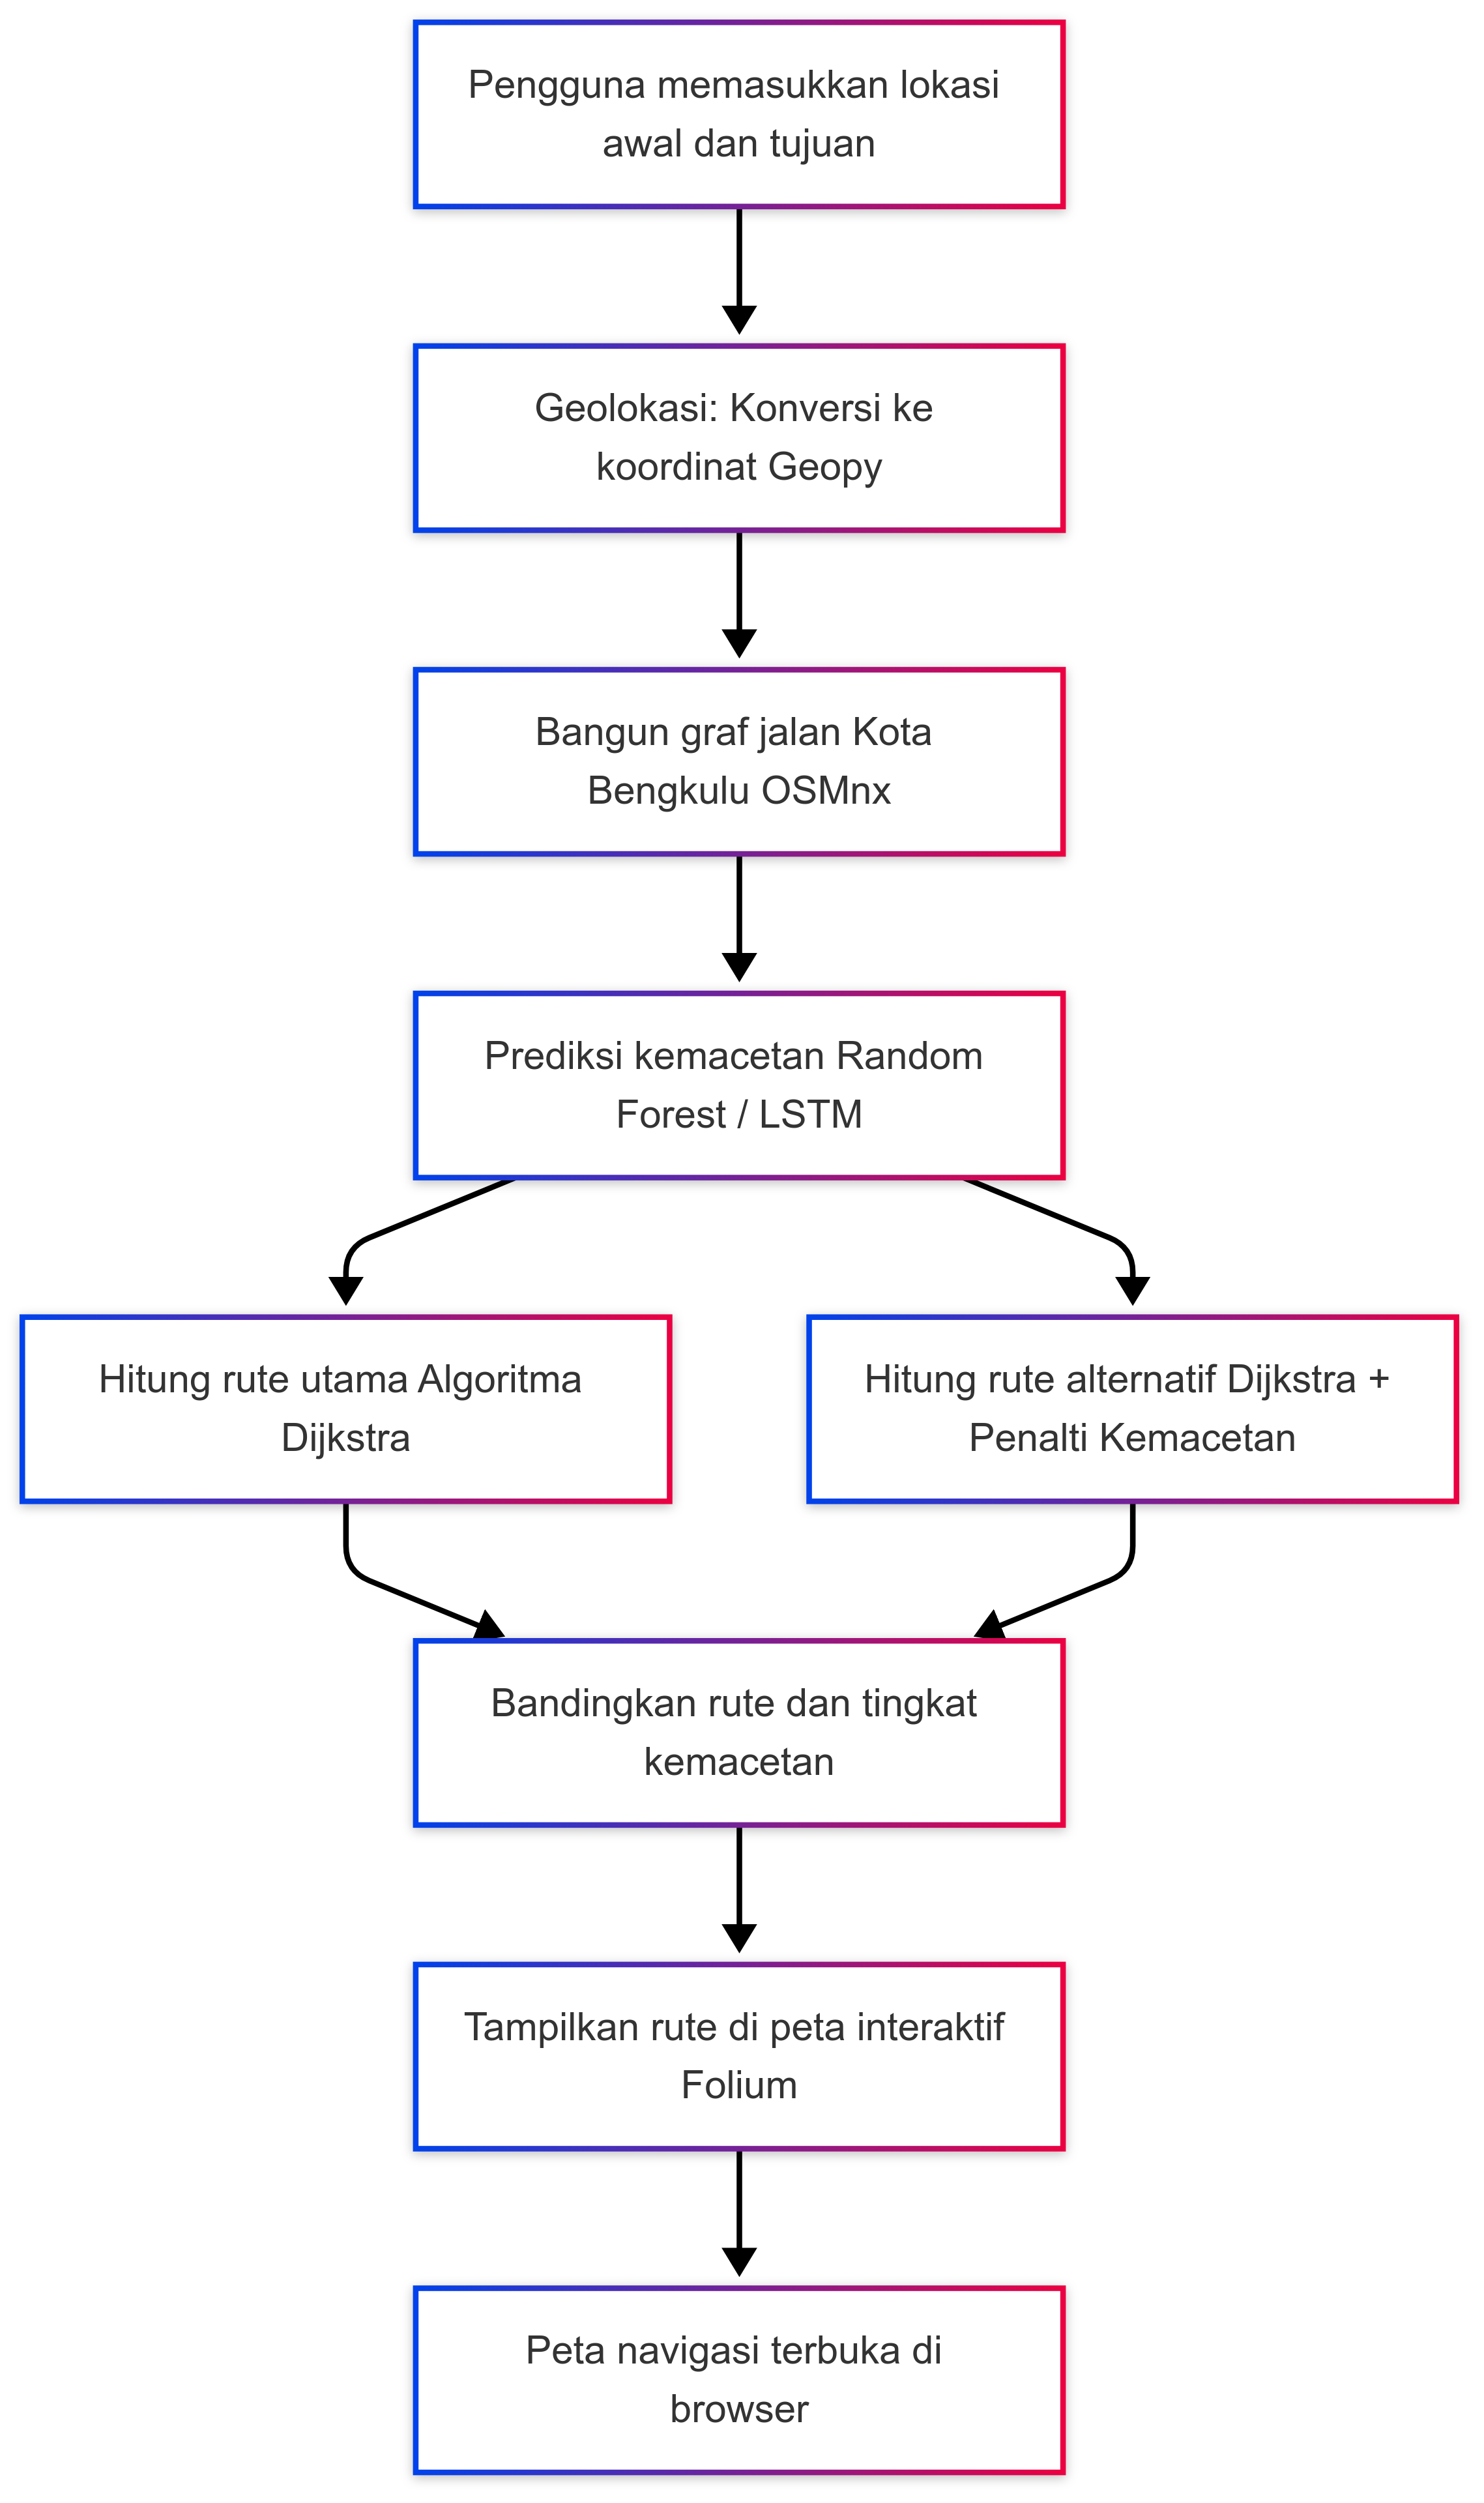 Pengguna memasukkan lokasi
awal dan tujuan
Geolokasi: Konversi ke
koordinat Geopy
Bangun graf jalan Kota
Bengkulu OSMnx
Prediksi kemacetan Random
Forest / LSTM
Hitung rute utama Algoritma
Dijkstra
Hitung rute alternatif Dijkstra +
Penalti Kemacetan
Bandingkan rute dan tingkat
kemacetan
Tampilkan rute di peta interaktif
Folium
Peta navigasi terbuka di
browser